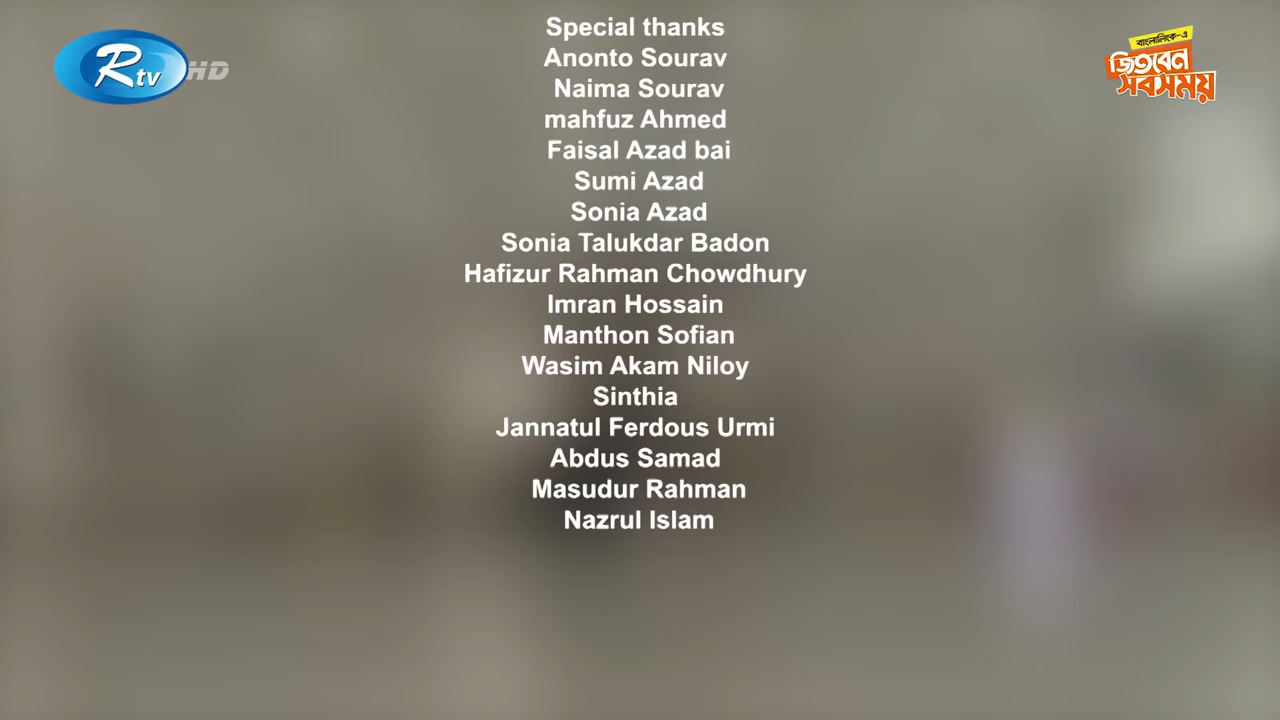 Special thanks
Anonto Sourav
Naima Sourav
mahfuz Ahmed
Faisal Azad bai
Sumi Azad
Sonia Azad
Sonia Talukdar Badon
Hafizur Rahman Chowdhury
Imran Hossain
Manthon Sofian
Wasim Akam Niloy
Sinthia
Jannatul Ferdous Urmi
Abdus Samad
Masudur Rahman
Nazrul Islam
Rtv HD
বাংলালিংক-এ
জিতবেন
সবসময়